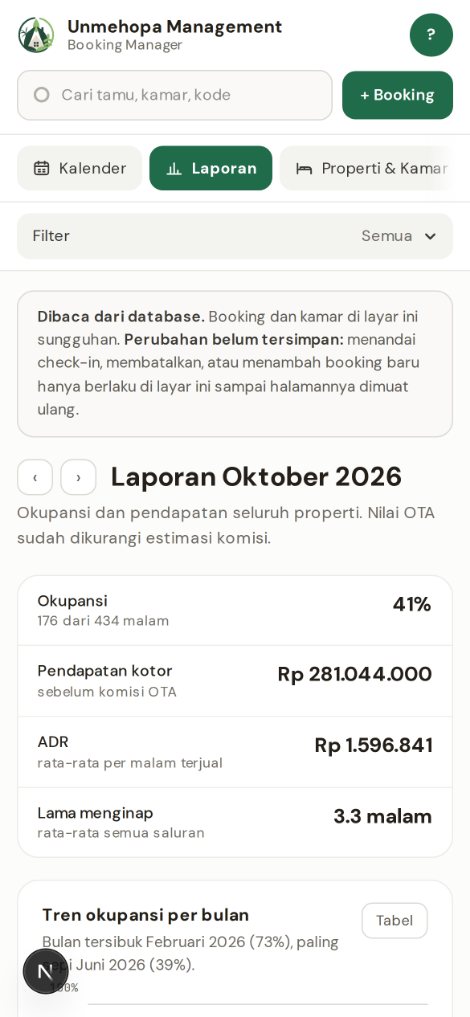 Unmehopa Management
Booking Manager
?
Cari tamu, kamar, kode
+ Booking
Kalender
Laporan
Properti & Kamar
Filter
Semua
Dibaca dari database. Booking dan kamar di layar ini
sungguhan. Perubahan belum tersimpan: menandai
check-in, membatalkan, atau menambah booking baru
hanya berlaku di layar ini sampai halamannya dimuat
ulang.
‹ › Laporan Oktober 2026
Okupansi dan pendapatan seluruh properti. Nilai OTA
sudah dikurangi estimasi komisi.
Okupansi
176 dari 434 malam
41%
Pendapatan kotor
sebelum komisi OTA
Rp 281.044.000
ADR
rata-rata per malam terjual
Rp 1.596.841
Lama menginap
rata-rata semua saluran
3.3 malam
Tren okupansi per bulan
Tabel
Bulan tersibuk Februari 2026 (73%), paling
sepi Juni 2026 (39%).
N
100%